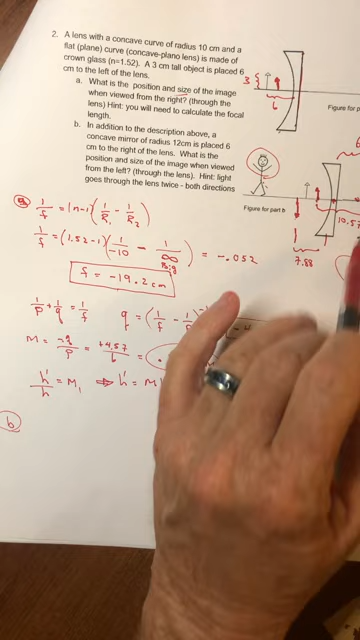 2. A lens with a concave curve of radius 10 cm and a
flat (plane) curve (concave-plano lens) is made of
crown glass (n=1.52). A 3 cm tall object is placed 6
cm to the left of the lens.
a. What is the position and size of the image
when viewed from the right? (through the
lens) Hint: you will need to calculate the focal
length.
b. In addition to the description above, a
concave mirror of radius 12cm is placed 6
cm to the right of the lens. What is the
position and size of the image when viewed
from the left? (through the lens). Hint: light
goes through the lens twice - both directions
3
6
Figure for p
Figure for part b
6
10.57
7.88
a
1/f = (n-1)(1/R₁ - 1/R₂)
1/f = (1.52-1)(1/-10 - 1/∞) = -.052
Big
f = -19.2 cm
1/p + 1/q = 1/f q = (1/f - 1/
M = -q/p = +4.57/6 = (.
h'/h = M, ⇒ h' = M
b